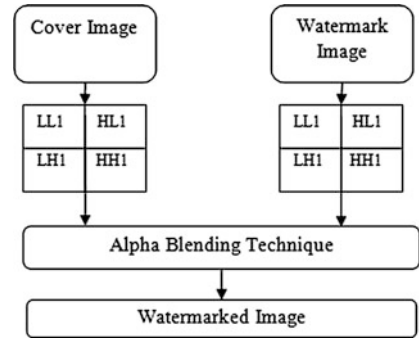 Cover Image
Watermark
Image
LL1 HL1
LH1 HH1
LL1 HL1
LH1 HH1
Alpha Blending Technique
Watermarked Image